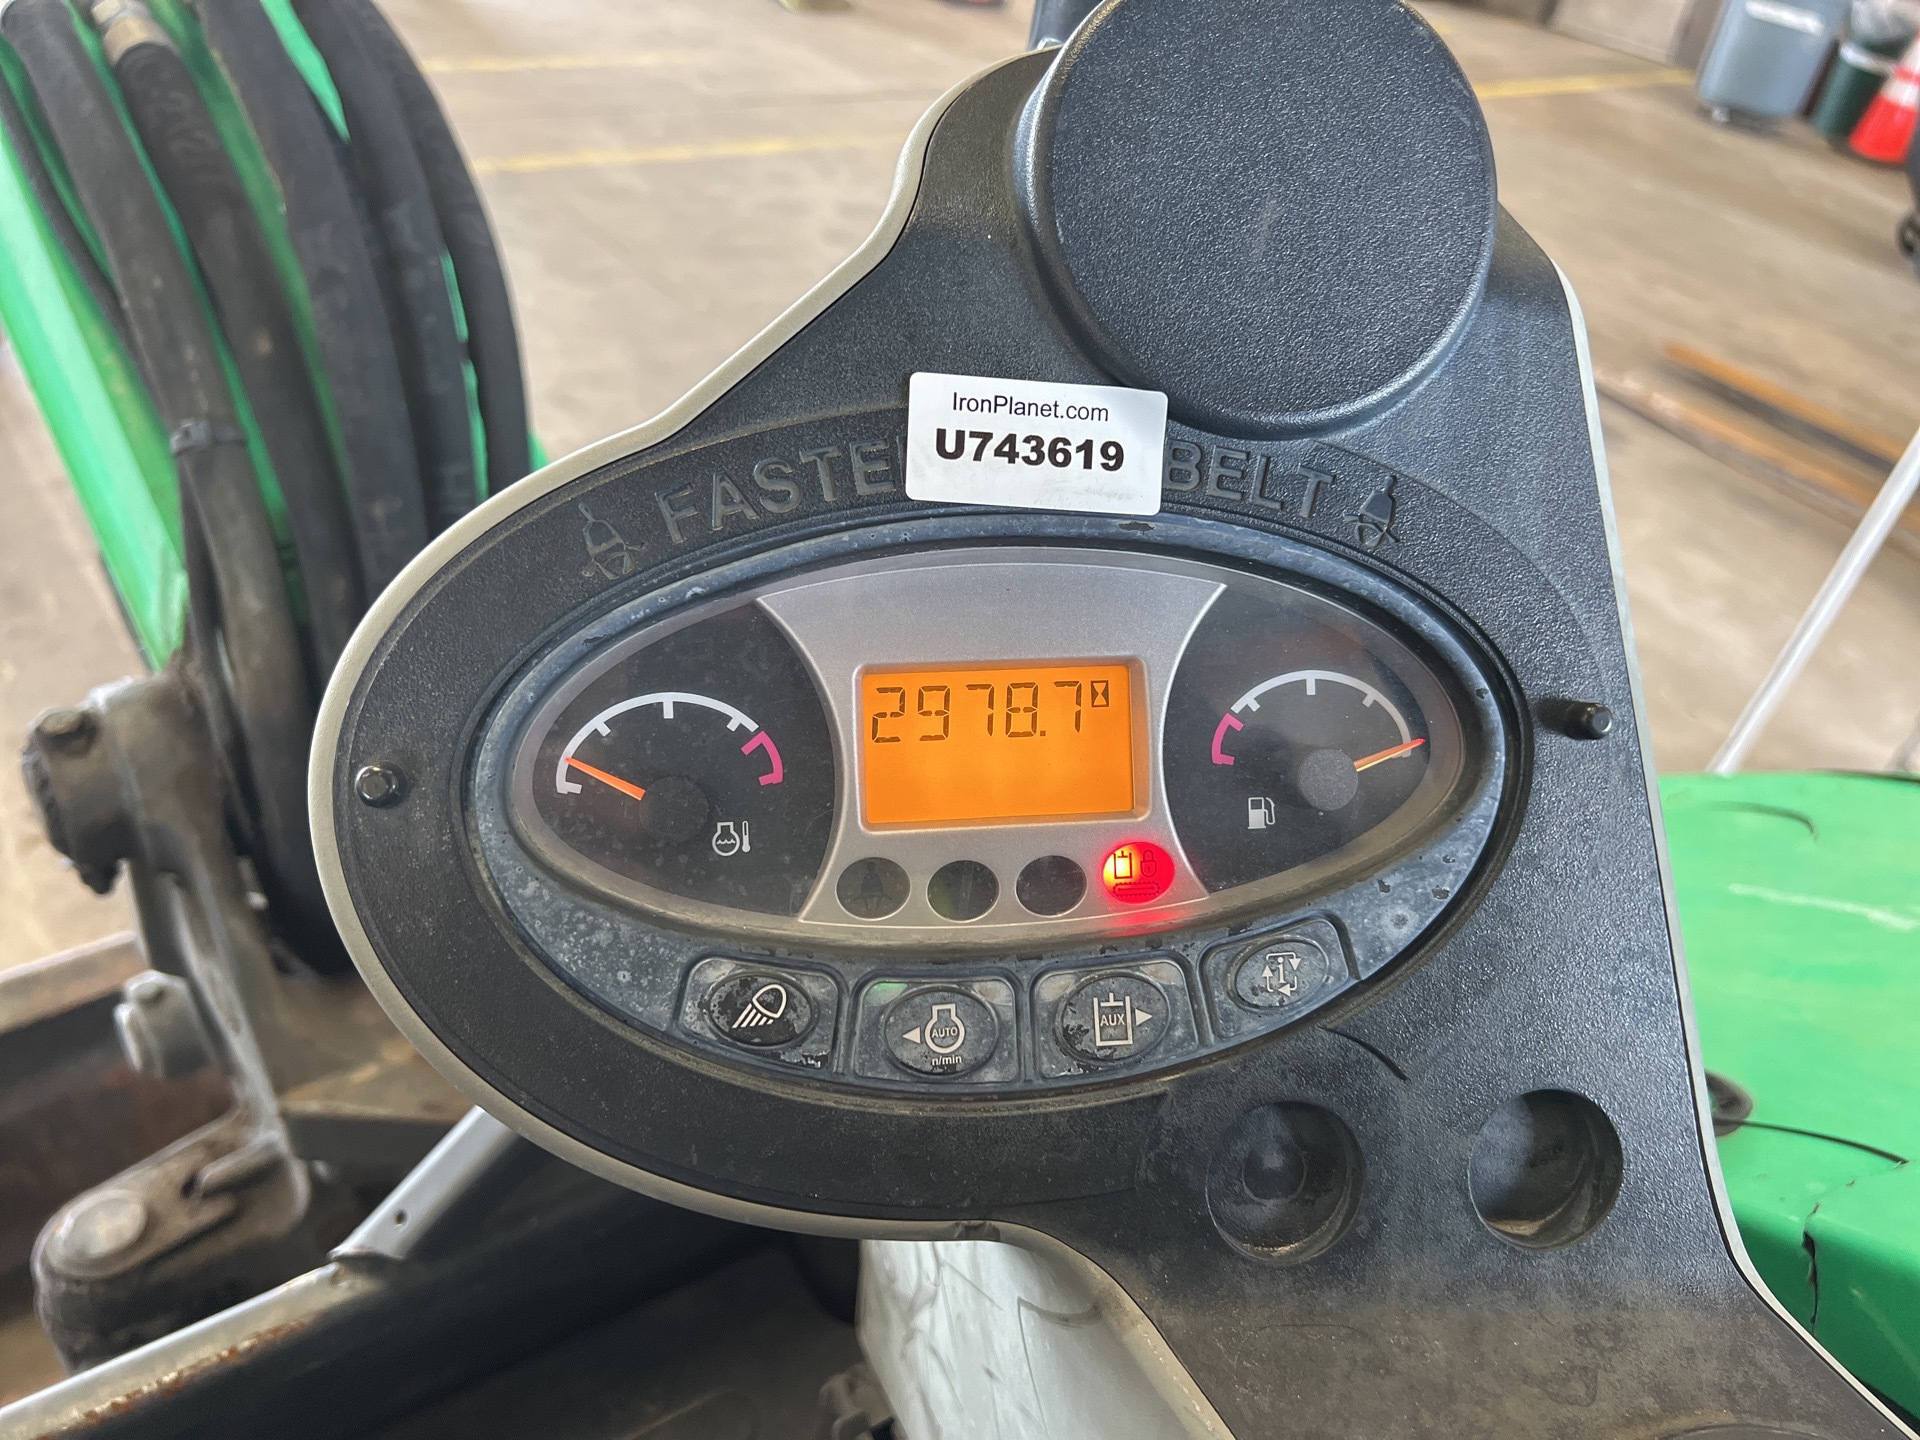 IronPlanet.com
U743619
FASTE BELT
2978.7
AUTO
n/min
AUX
i